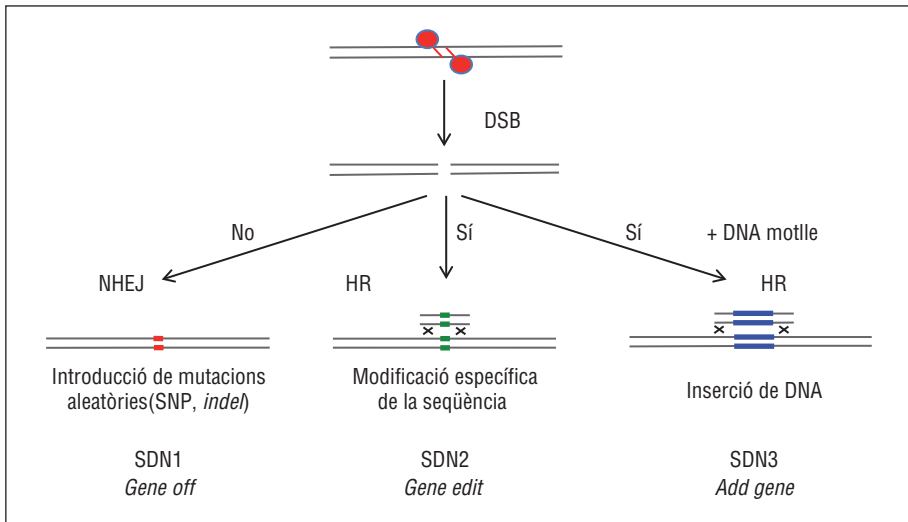 DSB
No
Sí
Sí
+ DNA motlle
NHEJ
HR
HR
Introducció de mutacions
aleatòries(SNP, indel)
Modificació específica
de la seqüència
Inserció de DNA
SDN1
Gene off
SDN2
Gene edit
SDN3
Add gene